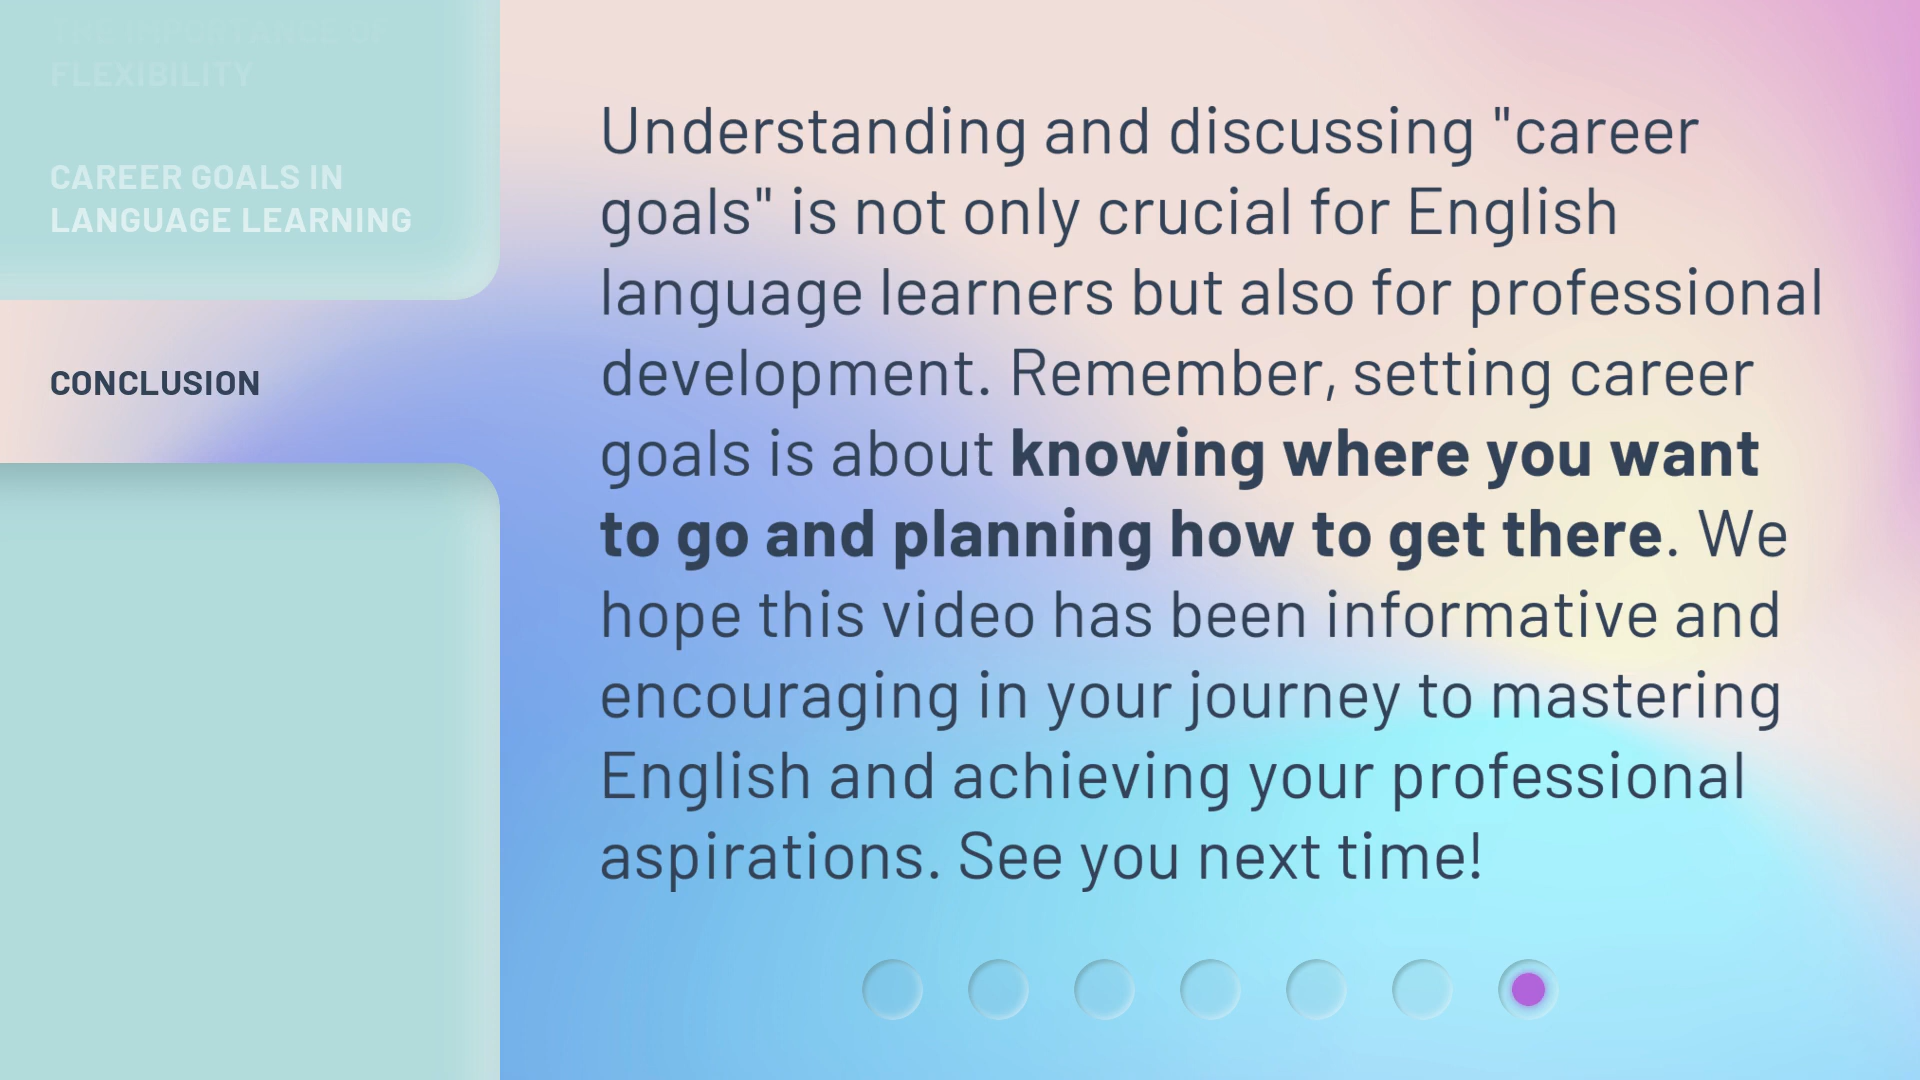 THE IMPORTANCE OF
FLEXIBILITY
CAREER GOALS IN
LANGUAGE LEARNING
CONCLUSION
Understanding and discussing "career
goals" is not only crucial for English
language learners but also for professional
development. Remember, setting career
goals is about knowing where you want
to go and planning how to get there. We
hope this video has been informative and
encouraging in your journey to mastering
English and achieving your professional
aspirations. See you next time!